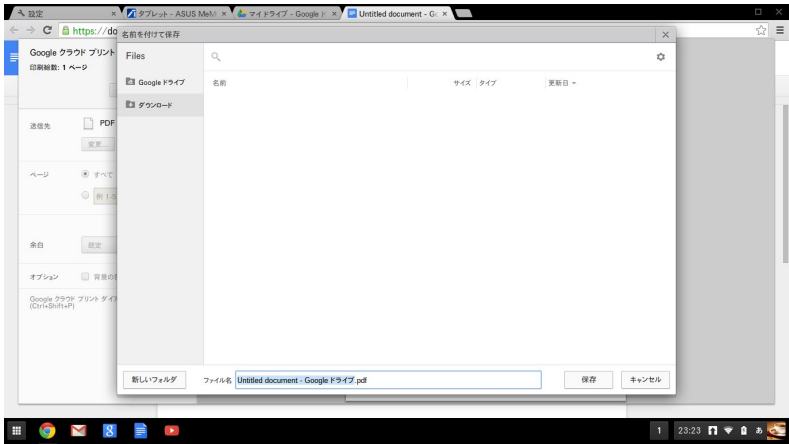 設定
タブレット - ASUS MeM
マイドライブ - Google ド
Untitled document - Go
https://do
名前を付けて保存
Google クラウド プリント
印刷総数: 1 ページ
Files
Google ドライブ
ダウンロード
名前
サイズ
タイプ
更新日
送信先
PDF
変更...
ページ
すべて
例 1-5
余白
既定
オプション
背景の
Google クラウド プリント ダイア
(Ctrl+Shift+P)
新しいフォルダ
ファイル名
Untitled document - Google ドライブ.pdf
保存
キャンセル
8
1
23:23
あ